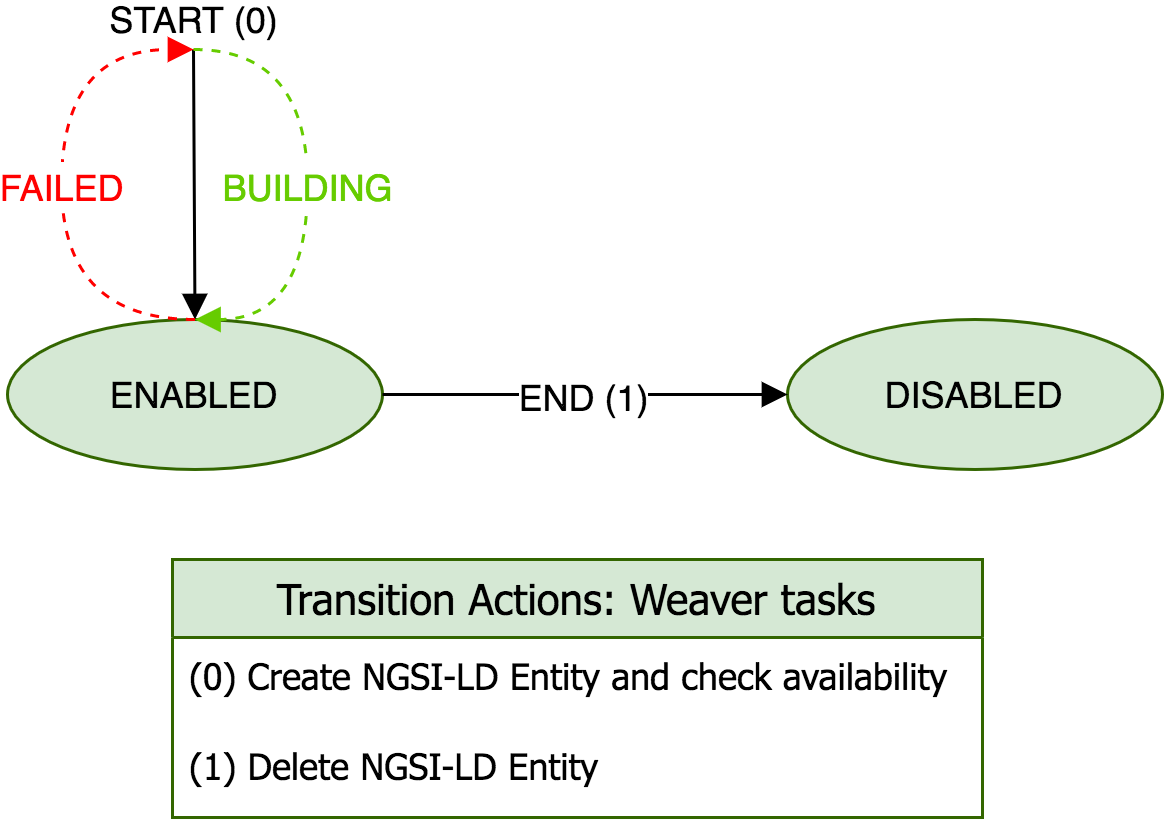 START (0)
FAILED
BUILDING
ENABLED
END (1)
DISABLED
Transition Actions: Weaver tasks
(0) Create NGSI-LD Entity and check availability
(1) Delete NGSI-LD Entity